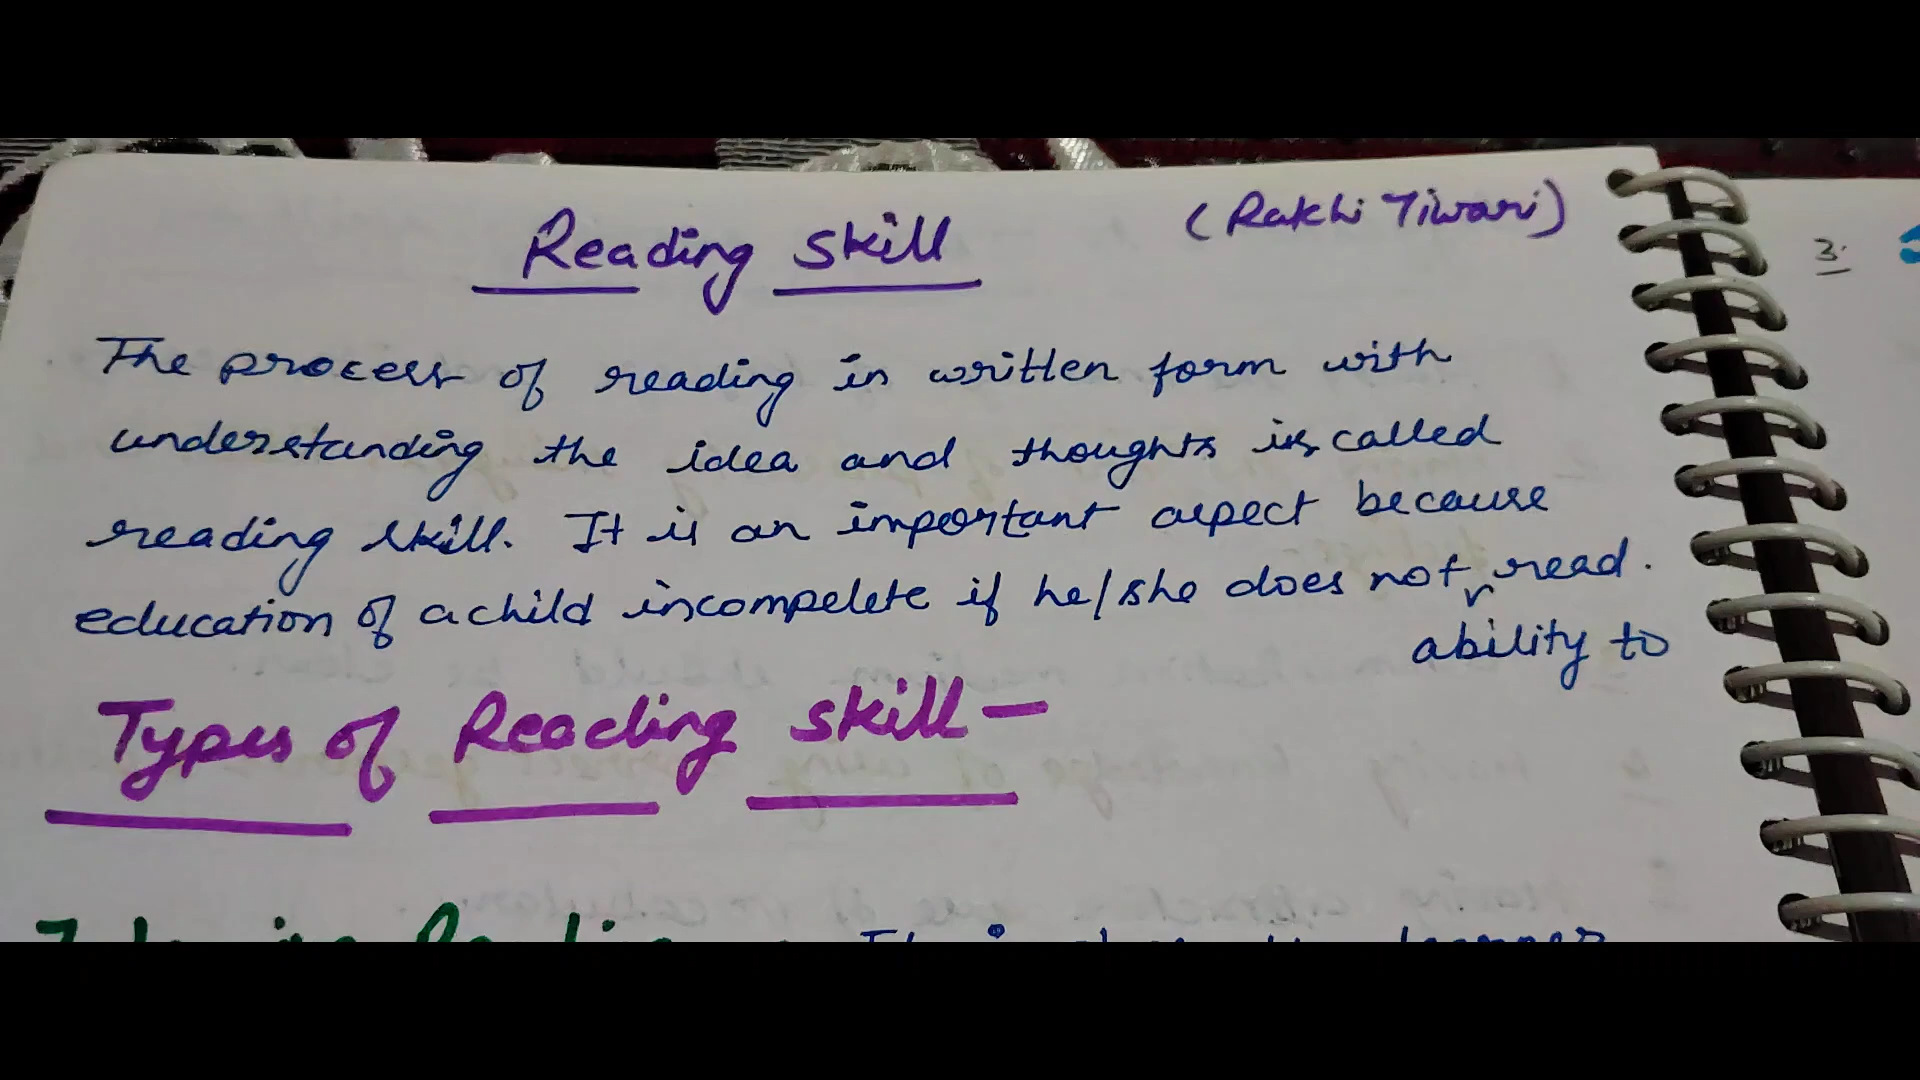 Reading Skill
(Rakhi Tiwari)
3.
The process of reading in written form with
understanding the idea and thoughts is called
reading skill. It is an important aspect because
education of a child incompelete if he/she does not read.
ability to
Types of Reading Skill-
Reading